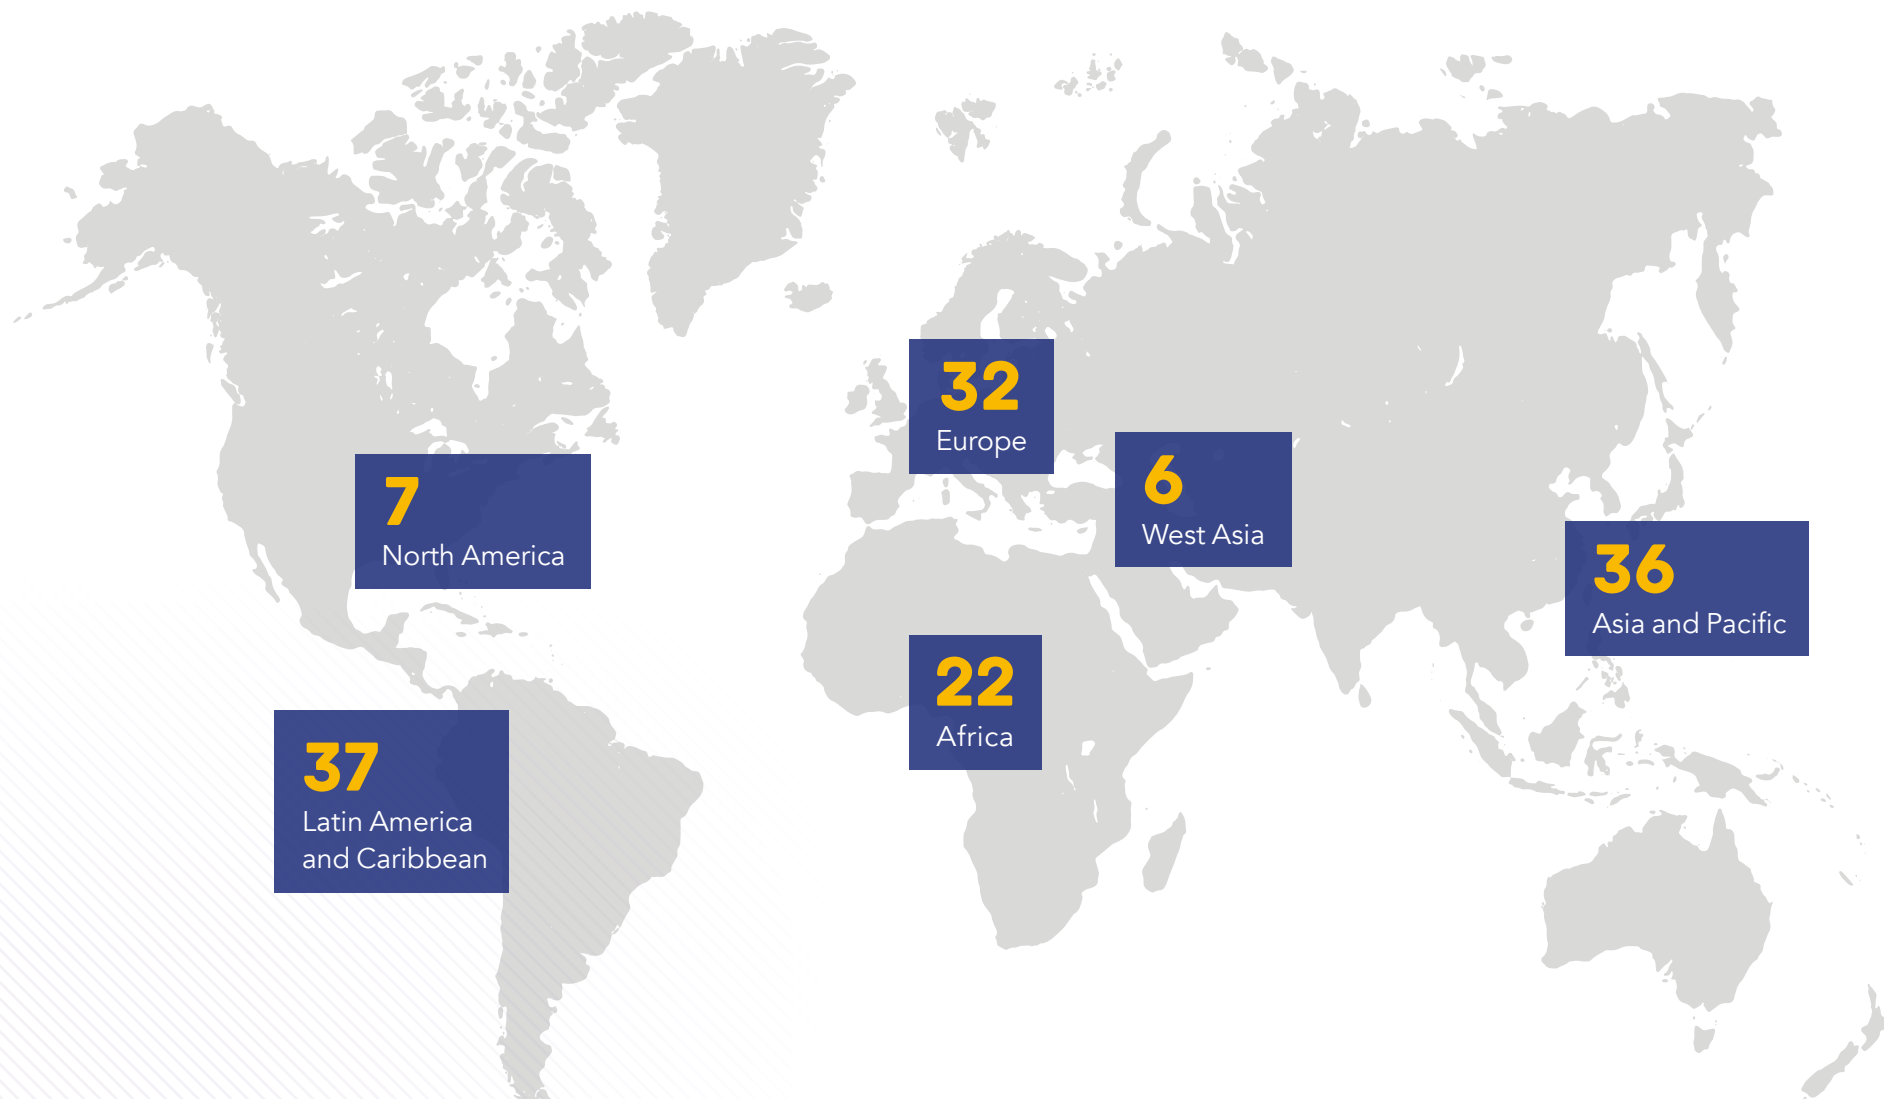 32
Europe
6
West Asia
7
North America
36
Asia and Pacific
22
Africa
37
Latin America
and Caribbean